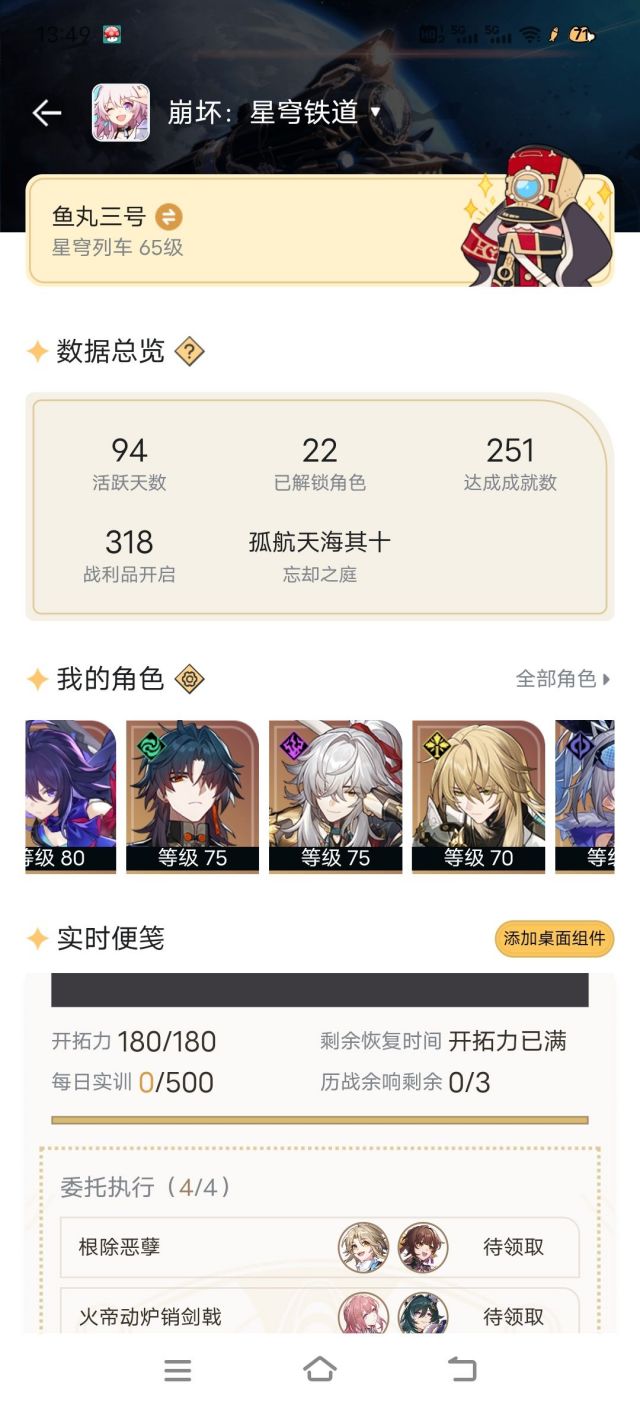 13:49
71
崩坏：星穹铁道
鱼丸三号
星穹列车 65级
数据总览
94 22 251
活跃天数 已解锁角色 达成成就数
318 孤航天海其十
战利品开启 忘却之庭
我的角色 全部角色
等级 80 等级 75 等级 75 等级 70
实时便笺 添加桌面组件
开拓力 180/180 剩余恢复时间 开拓力已满
每日实训 0/500 历战余响剩余 0/3
委托执行（4/4）
根除恶孽 待领取
火帝动炉销剑戟 待领取